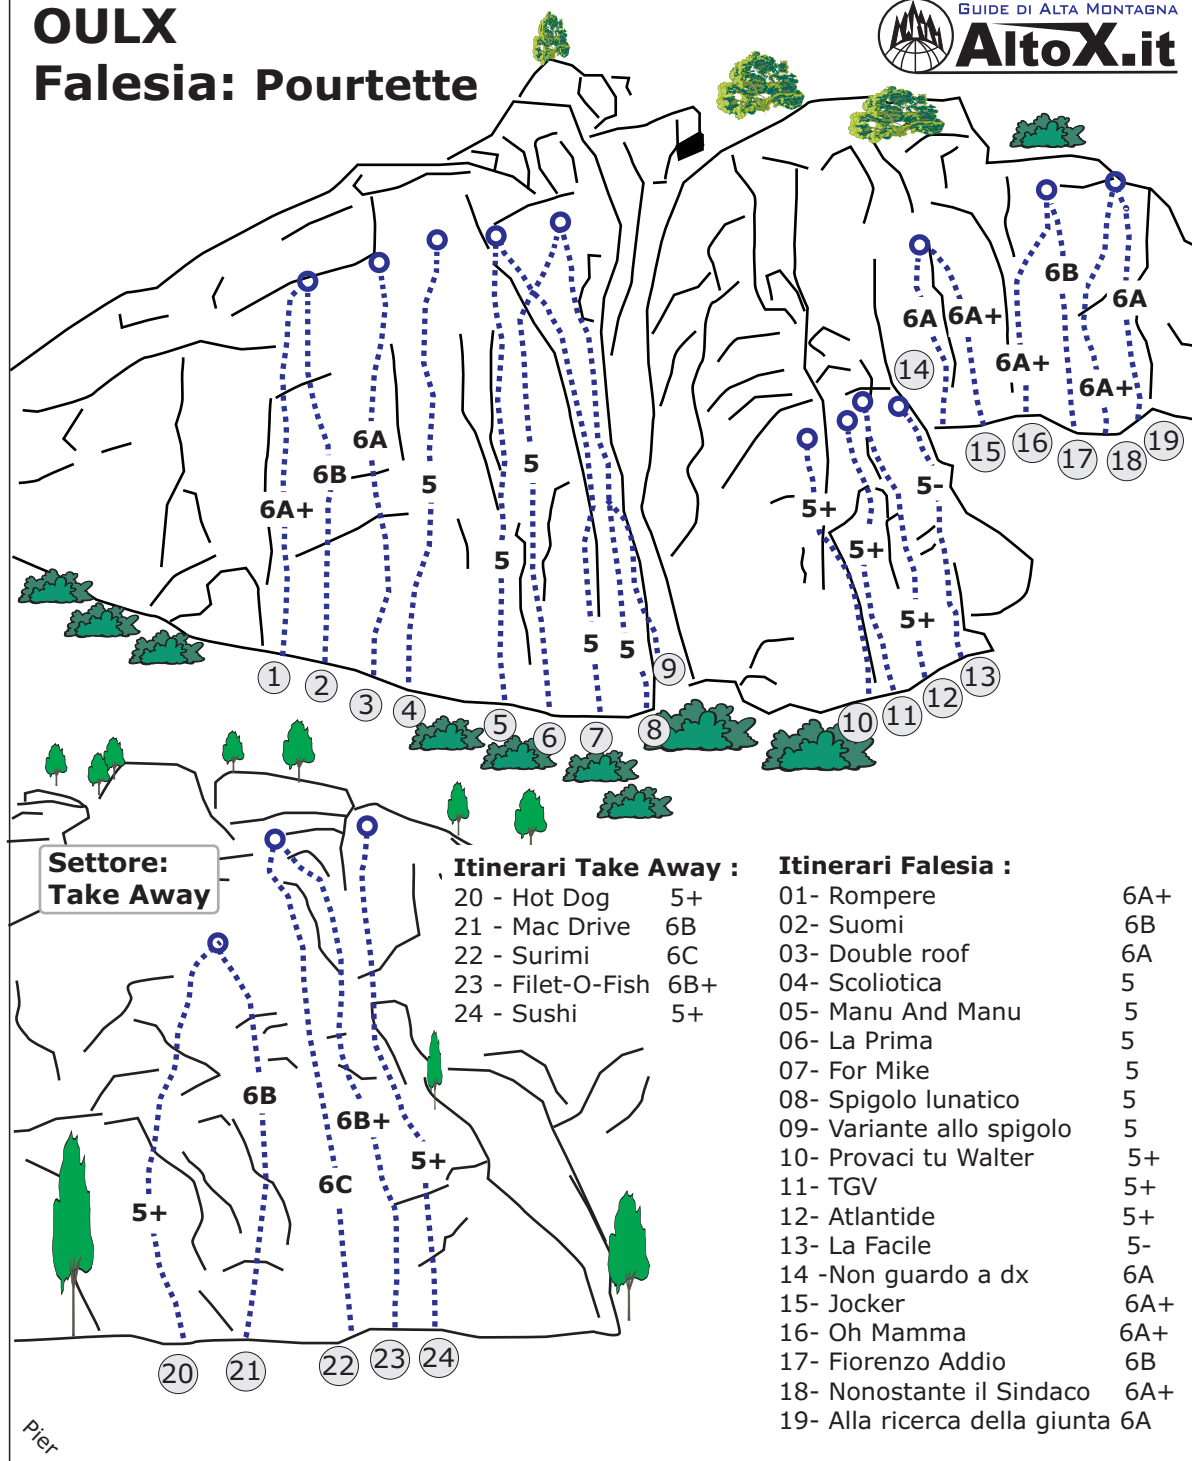 OULX
Falesia: Pourtette
GUIDE DI ALTA MONTAGNA
AltoX.it
6A+
6B
6A
5
5
5
5
5
5+
5+
5+
5-
6A
6A+
6A+
6B
6A+
6A
1
2
3
4
5
6
7
8
9
10
11
12
13
14
15
16
17
18
19
Settore:
Take Away
5+
6B
6C
6B+
5+
20
21
22
23
24
Itinerari Take Away :
20 - Hot Dog 5+
21 - Mac Drive 6B
22 - Surimi 6C
23 - Filet-O-Fish 6B+
24 - Sushi 5+
Itinerari Falesia :
01- Rompere 6A+
02- Suomi 6B
03- Double roof 6A
04- Scoliotica 5
05- Manu And Manu 5
06- La Prima 5
07- For Mike 5
08- Spigolo lunatico 5
09- Variante allo spigolo 5
10- Provaci tu Walter 5+
11- TGV 5+
12- Atlantide 5+
13- La Facile 5-
14 -Non guardo a dx 6A
15- Jocker 6A+
16- Oh Mamma 6A+
17- Fiorenzo Addio 6B
18- Nonostante il Sindaco 6A+
19- Alla ricerca della giunta 6A
Pier